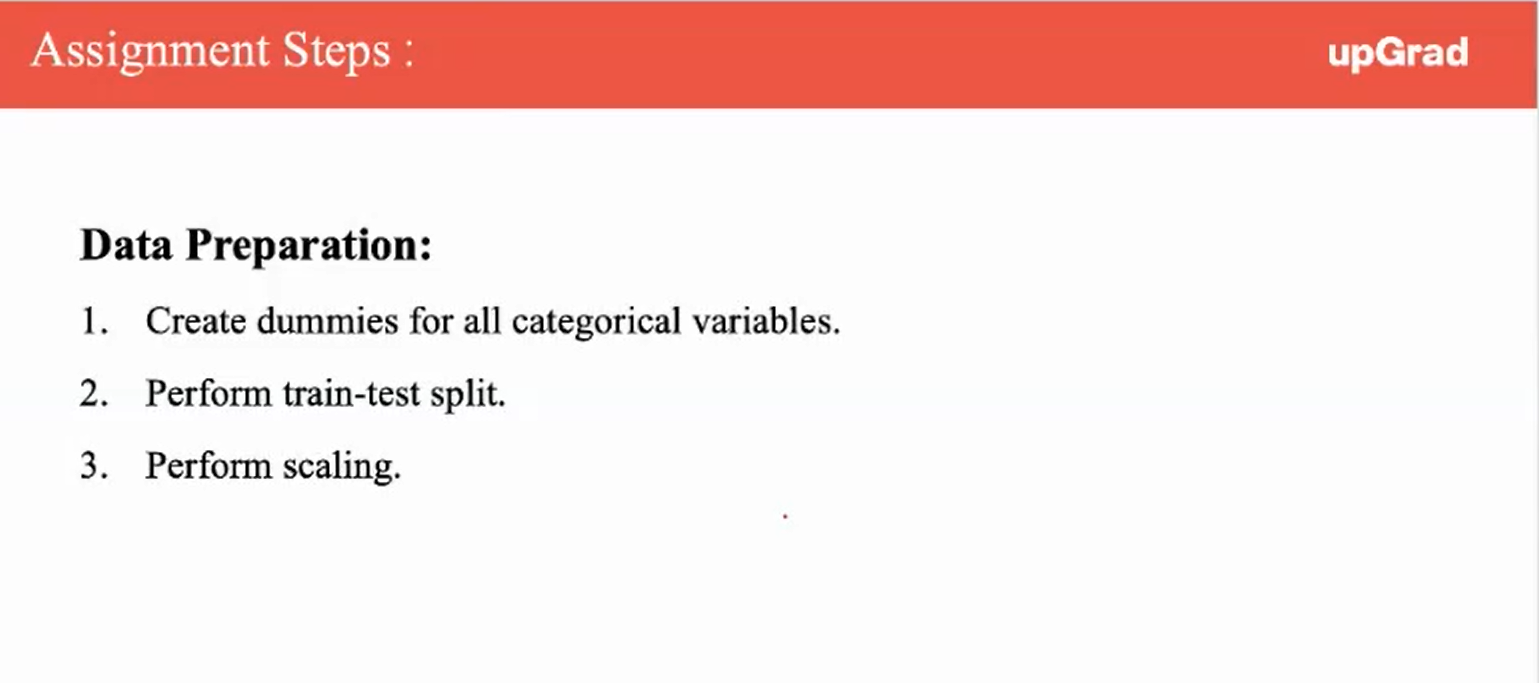 Assignment Steps :
upGrad
Data Preparation:
1. Create dummies for all categorical variables.
2. Perform train-test split.
3. Perform scaling.